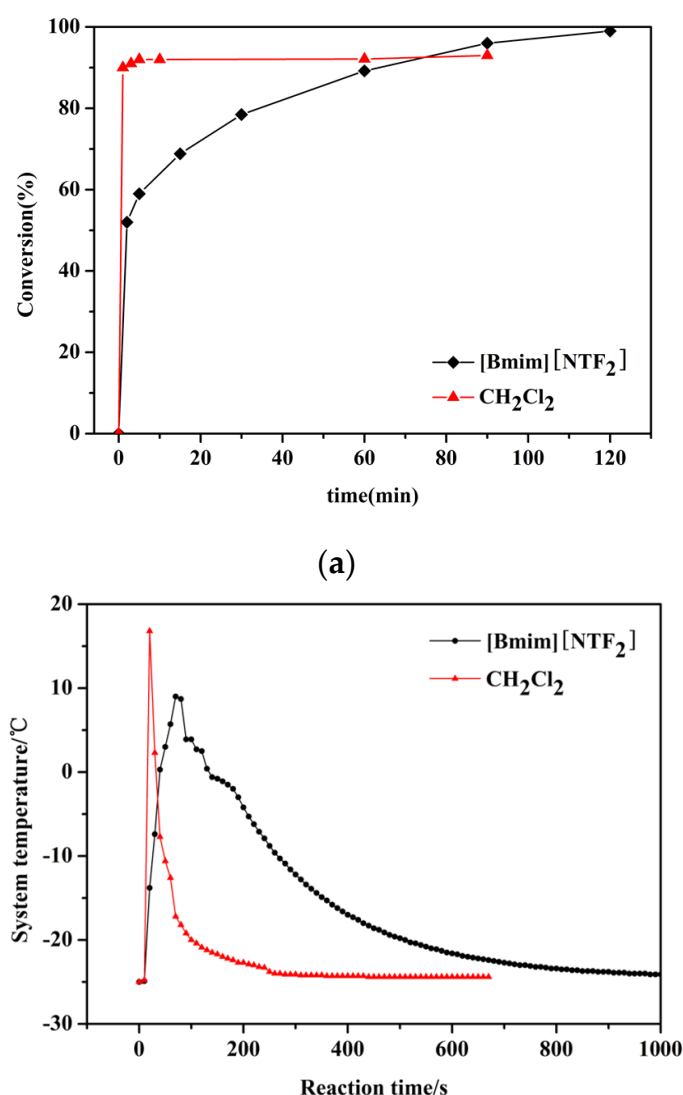 100
80
60
40
20
0
Conversion(%)
[Bmim][NTF2]
CH2Cl2
0 20 40 60 80 100 120
time(min)
(a)
20
10
0
-10
-20
-30
System temperature/℃
[Bmim][NTF2]
CH2Cl2
0 200 400 600 800 1000
Reaction time/s